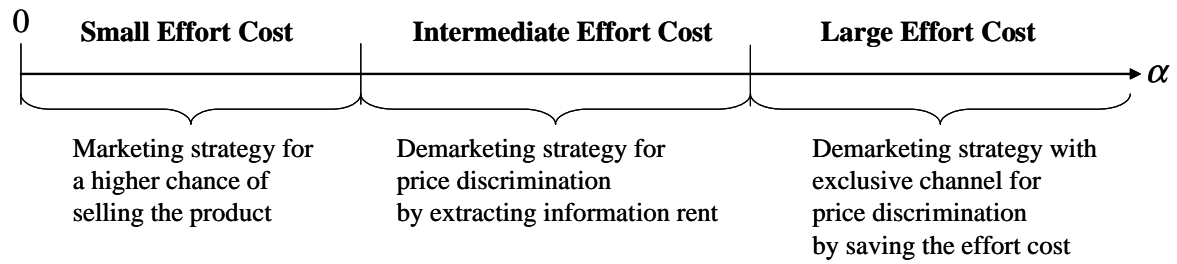 0
Small Effort Cost
Intermediate Effort Cost
Large Effort Cost
α
Marketing strategy for
a higher chance of
selling the product
Demarketing strategy for
price discrimination
by extracting information rent
Demarketing strategy with
exclusive channel for
price discrimination
by saving the effort cost